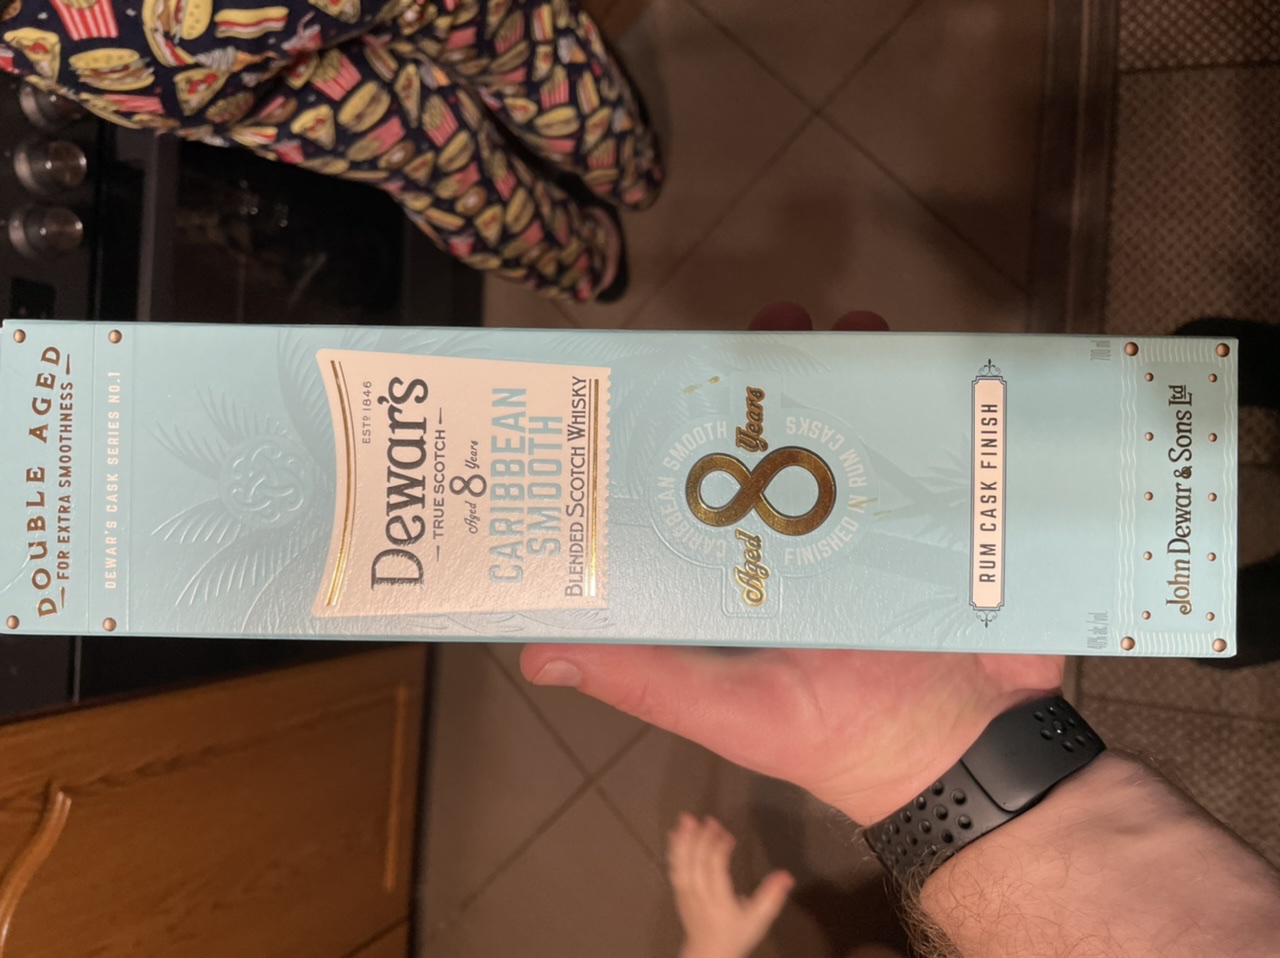 DOUBLE AGED
FOR EXTRA SMOOTHNESS
DEWAR'S CASK SERIES NO.1
ESTD 1846
Dewar's
TRUE SCOTCH
Aged 8 Years
CARIBBEAN
SMOOTH
BLENDED SCOTCH WHISKY
CARIBBEAN SMOOTH
Aged 8 Years
FINISHED IN RUM CASKS
RUM CASK FINISH
700 ml
John Dewar & Sons Ltd